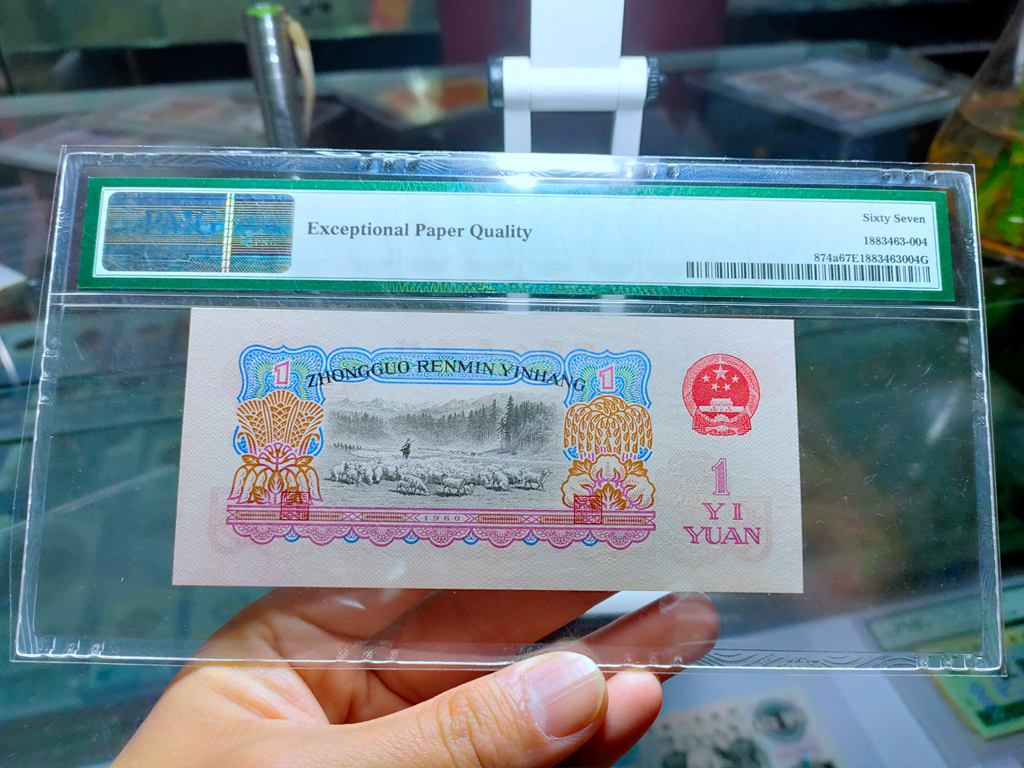 PMG
Exceptional Paper Quality
Sixty Seven
1883463-004
874a67E1883463004G
1
ZHONGGUO RENMIN YINHANG
1
1960
1
YI
YUAN